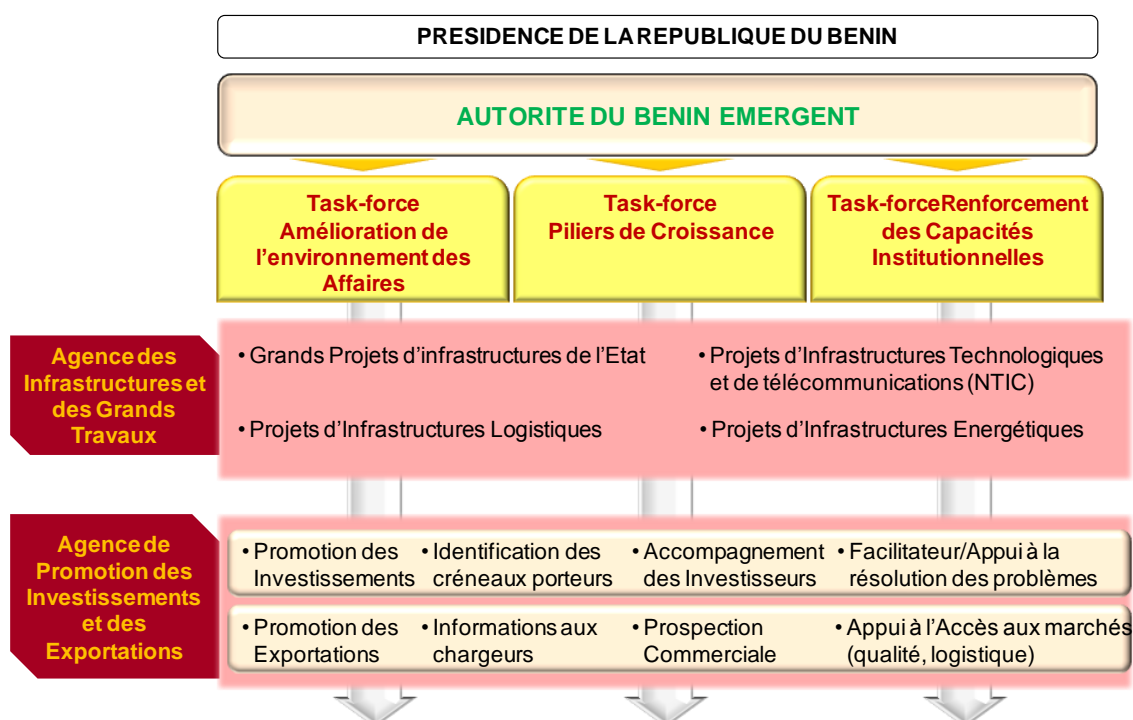 PRESIDENCE DE LA REPUBLIQUE DU BENIN
AUTORITE DU BENIN EMERGENT
Task-force
Amélioration de
l'environnement des
Affaires
Task-force
Piliers de Croissance
Task-force Renforcement
des Capacités
Institutionnelles
Agence des
Infrastructures et
des Grands
Travaux
• Grands Projets d'infrastructures de l'Etat
• Projets d'Infrastructures Technologiques
et de télécommunications (NTIC)
• Projets d'Infrastructures Logistiques
• Projets d'Infrastructures Energétiques
Agence de
Promotion des
Investissements
et des
Exportations
• Promotion des
Investissements
• Identification des
créneaux porteurs
• Accompagnement
des Investisseurs
• Facilitateur/Appui à la
résolution des problèmes
• Promotion des
Exportations
• Informations aux
chargeurs
• Prospection
Commerciale
• Appui à l'Accès aux marchés
(qualité, logistique)